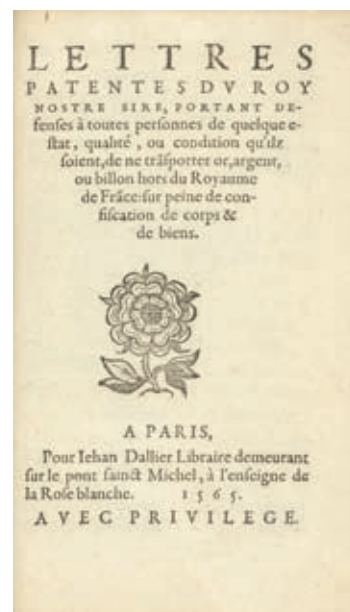 LETTRES
PATENTES DV ROY
NOSTRE SIRE, PORTANT DE-
fenses à toutes personnes de quelque e-
stat, qualité, ou condition qu'ilz
soient, de ne trãsporter or, argent,
ou billon hors du Royaume
de Frãce: sur peine de con-
fiscation de corps &
de biens.
A PARIS,
Pour Iehan Dallier Libraire demeurant
sur le pont sainct Michel, à l'enseigne de
la Rose blanche. 1565.
AVEC PRIVILEGE.